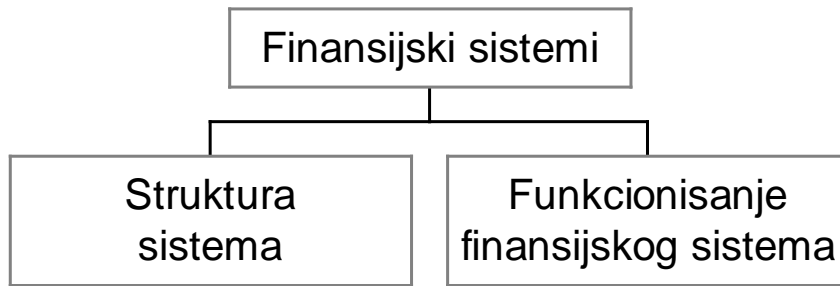 Finansijski sistemi
Struktura
sistema
Funkcionisanje
finansijskog sistema